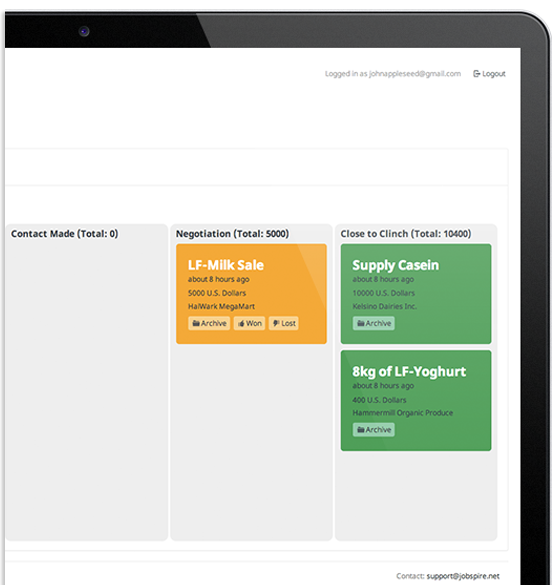 Logged in as johnappleseed@gmail.com Logout
Contact Made (Total: 0)
Negotiation (Total: 5000)
LF-Milk Sale
about 8 hours ago
5000 U.S. Dollars
HalWark MegaMart
Archive Won Lost
Close to Clinch (Total: 10400)
Supply Casein
about 8 hours ago
10000 U.S. Dollars
Kelsino Dairies Inc.
Archive
8kg of LF-Yoghurt
about 8 hours ago
400 U.S. Dollars
Hammermill Organic Produce
Archive
Contact: support@jobspire.net